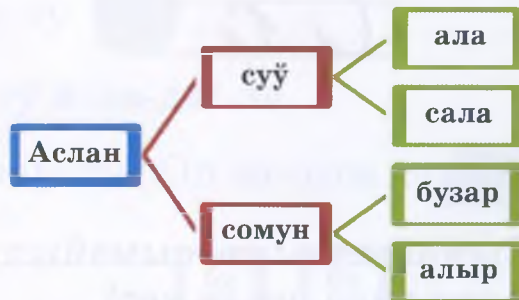 ала
суў
сала
Аслан
бузар
сомун
алыр